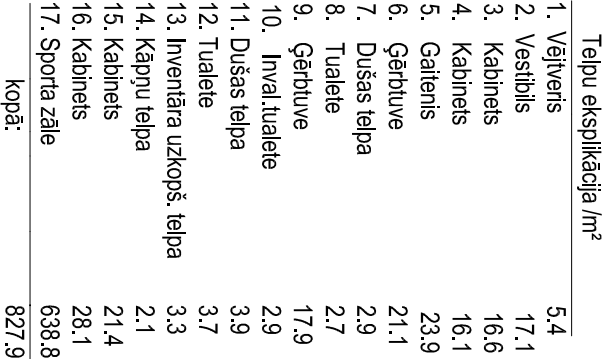 Telpu eksplikācija /m²
1. Vējtveris 5.4
2. Vestibils 17.1
3. Kabinets 16.6
4. Kabinets 16.1
5. Gaitenis 23.9
6. Ģērbtuve 21.1
7. Dušas telpa 2.9
8. Tualete 2.7
9. Ģērbtuve 17.9
10. Inval.tualete 2.9
11. Dušas telpa 3.9
12. Tualete 3.7
13. Inventāra uzkopš. telpa 3.3
14. Kāpņu telpa 2.1
15. Kabinets 21.4
16. Kabinets 28.1
17. Sporta zāle 638.8
kopā: 827.9